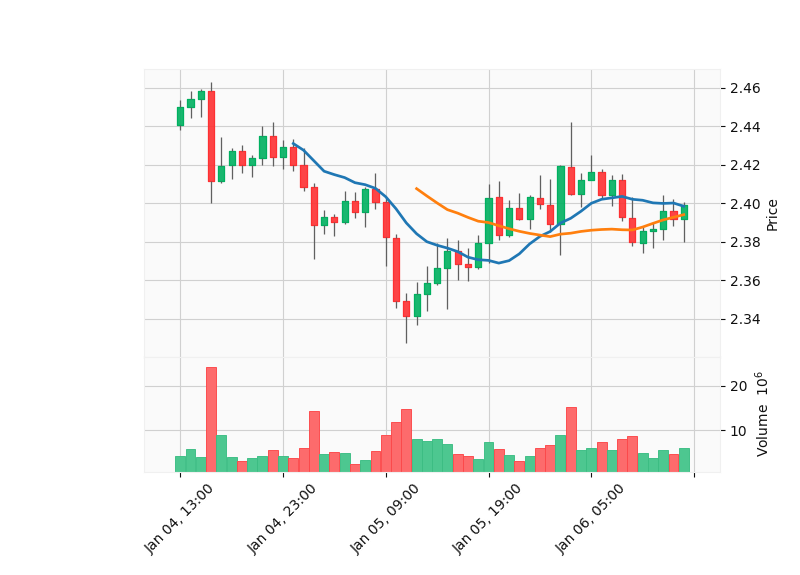 2.46
2.44
2.42
2.40
2.38
2.36
2.34
Price
20
10
Volume 10^6
Jan 04, 13:00
Jan 04, 23:00
Jan 05, 09:00
Jan 05, 19:00
Jan 06, 05:00